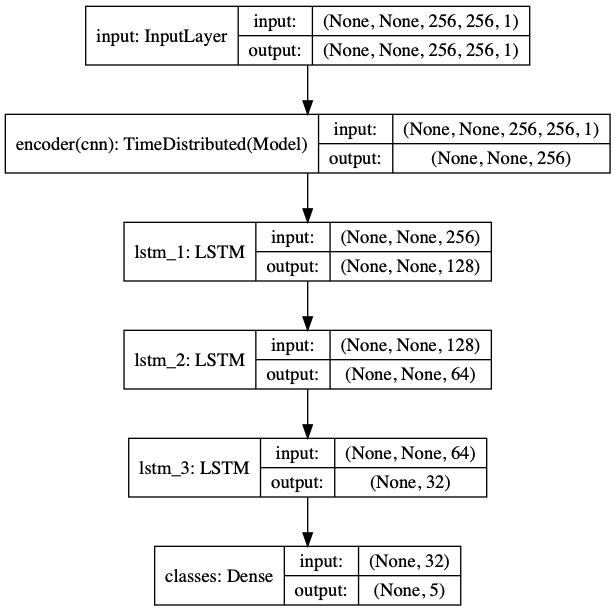 input: InputLayer
input: (None, None, 256, 256, 1)
output: (None, None, 256, 256, 1)
encoder(cnn): TimeDistributed(Model)
input: (None, None, 256, 256, 1)
output: (None, None, 256)
lstm_1: LSTM
input: (None, None, 256)
output: (None, None, 128)
lstm_2: LSTM
input: (None, None, 128)
output: (None, None, 64)
lstm_3: LSTM
input: (None, None, 64)
output: (None, 32)
classes: Dense
input: (None, 32)
output: (None, 5)